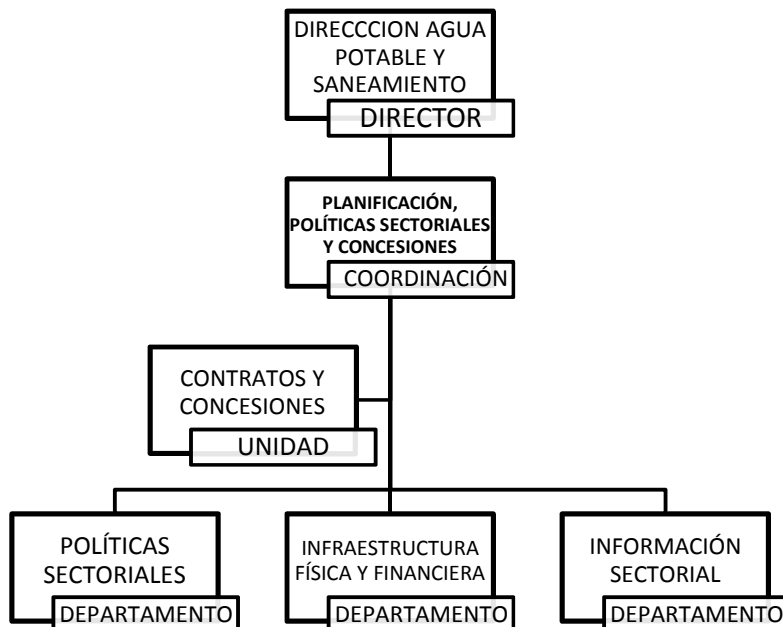 DIRECCCION AGUA
POTABLE Y
SANEAMIENTO
DIRECTOR
PLANIFICACIÓN,
POLÍTICAS SECTORIALES
Y CONCESIONES
COORDINACIÓN
CONTRATOS Y
CONCESIONES
UNIDAD
POLÍTICAS
SECTORIALES
DEPARTAMENTO
INFRAESTRUCTURA
FÍSICA Y FINANCIERA
DEPARTAMENTO
INFORMACIÓN
SECTORIAL
DEPARTAMENTO